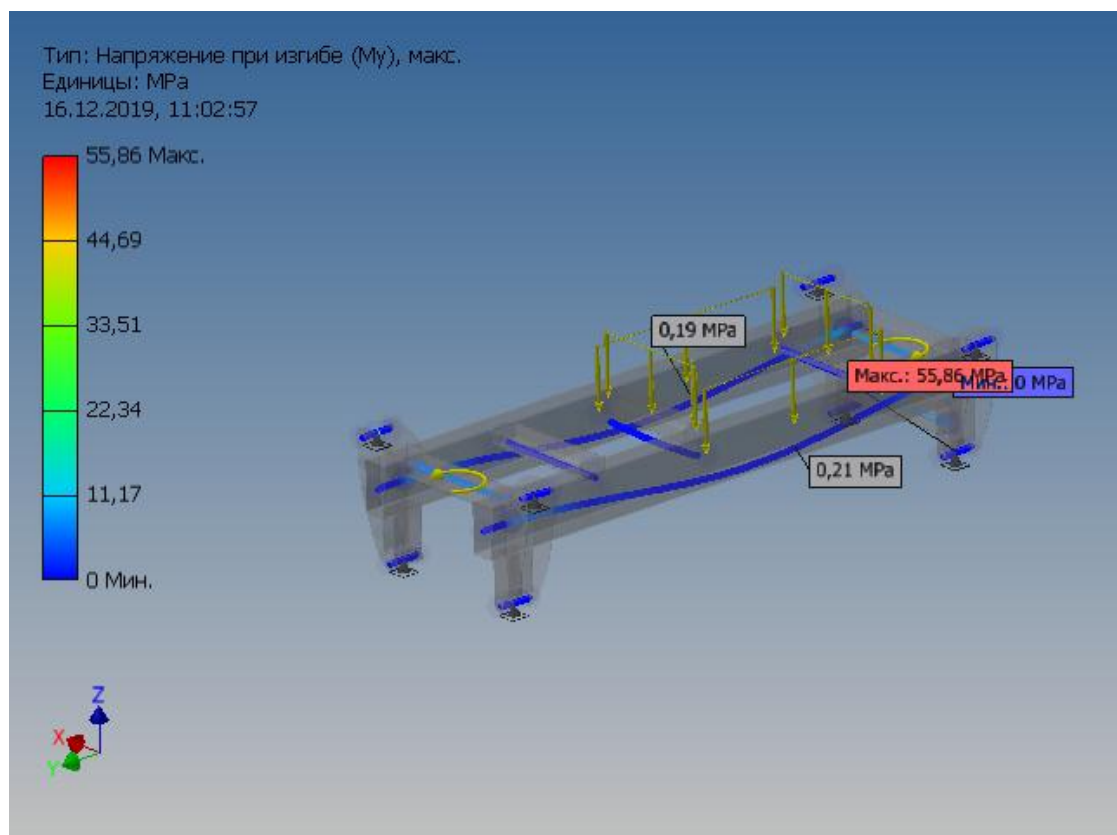 Тип: Напряжение при изгибе (My), макс.
Единицы: MPa
16.12.2019, 11:02:57
55,86 Макс.
44,69
33,51
22,34
11,17
0 Мин.
0,19 MPa
Макс.: 55,86 MPa
Мин.: 0 MPa
0,21 MPa
Z
X
Y